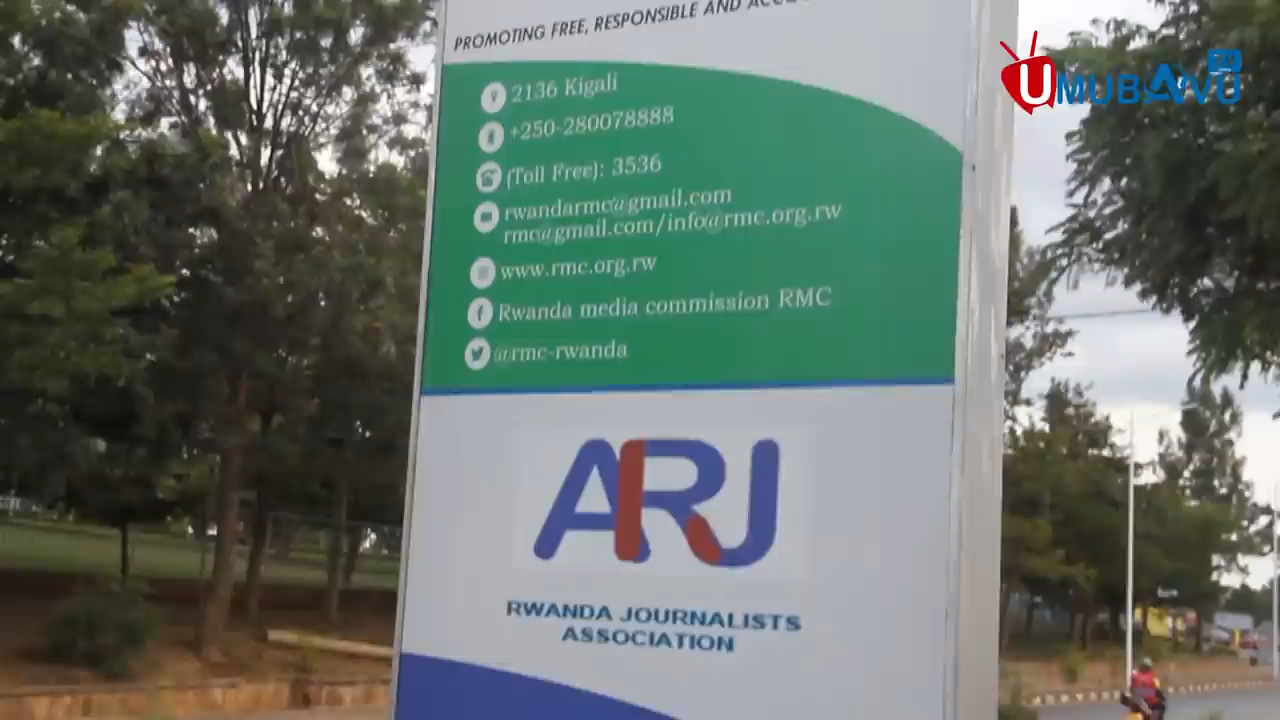 PROMOTING FREE, RESPONSIBLE AND
2136 Kigali
+250-280078888
(Toll Free): 3536
rwandarmc@gmail.com
rmc@gmail.com/info@rmc.org.rw
www.rmc.org.rw
Rwanda media commission RMC
@rmc-rwanda
ARJ
RWANDA JOURNALISTS
ASSOCIATION
UMUBAVU